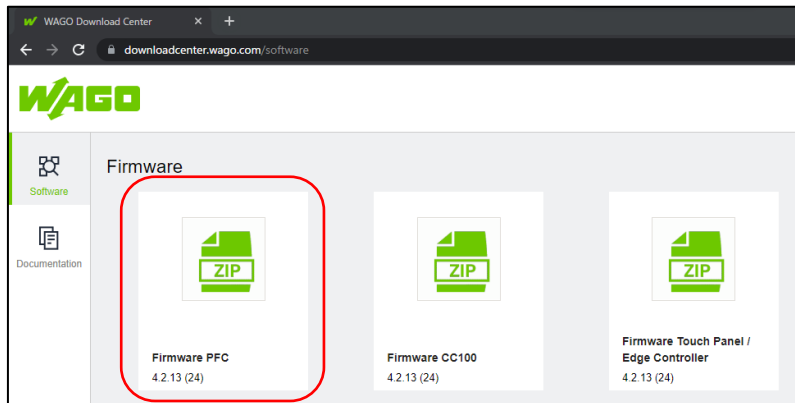 WAGO Download Center
downloadcenter.wago.com/software
WAGO
Software
Documentation
Firmware
ZIP
Firmware PFC
4.2.13 (24)
ZIP
Firmware CC100
4.2.13 (24)
ZIP
Firmware Touch Panel /
Edge Controller
4.2.13 (24)